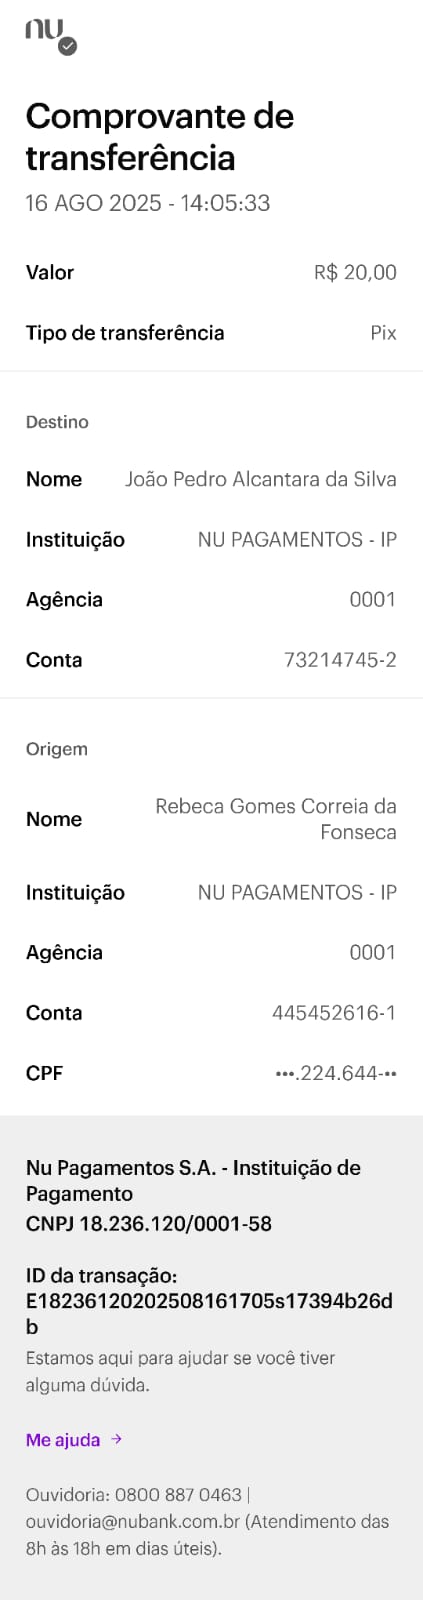 nu
Comprovante de
transferência
16 AGO 2025 - 14:05:33
Valor R$ 20,00
Tipo de transferência Pix
Destino
Nome João Pedro Alcantara da Silva
Instituição NU PAGAMENTOS - IP
Agência 0001
Conta 73214745-2
Origem
Nome Rebeca Gomes Correia da
Fonseca
Instituição NU PAGAMENTOS - IP
Agência 0001
Conta 445452616-1
CPF •••.224.644-••
Nu Pagamentos S.A. - Instituição de
Pagamento
CNPJ 18.236.120/0001-58
ID da transação:
E18236120202508161705s17394b26d
b
Estamos aqui para ajudar se você tiver
alguma dúvida.
Me ajuda →
Ouvidoria: 0800 887 0463 |
ouvidoria@nubank.com.br (Atendimento das
8h às 18h em dias úteis).